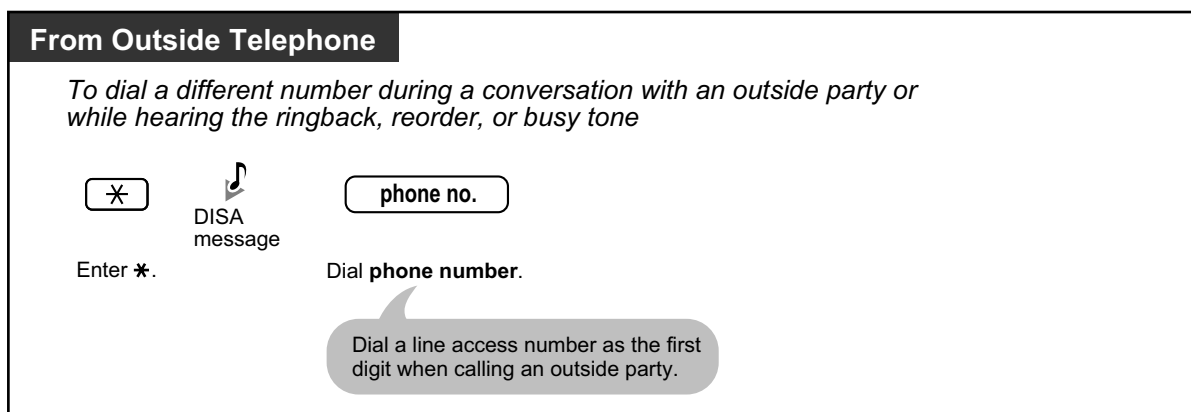 From Outside Telephone
To dial a different number during a conversation with an outside party or
while hearing the ringback, reorder, or busy tone
phone no.
DISA
message
Enter *.
Dial phone number.
Dial a line access number as the first
digit when calling an outside party.